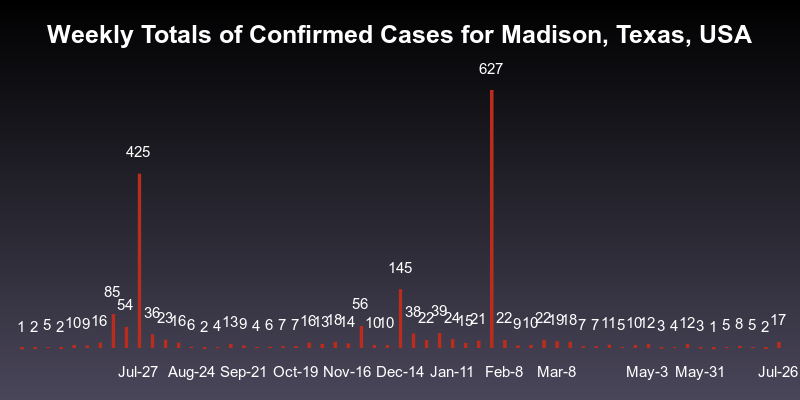 Weekly Totals of Confirmed Cases for Madison, Texas, USA
627
425
145
85
54
56
1 2 5 2 10 9 16 36 23 16 6 2 4 13 9 4 6 7 7 16 13 18 14 10 10 38 22 39 24 15 21 22 9 10 22 19 18 7 7 11 5 10 12 3 4 12 3 1 5 8 5 2 17
Jul-27 Aug-24 Sep-21 Oct-19 Nov-16 Dec-14 Jan-11 Feb-8 Mar-8 May-3 May-31 Jul-26